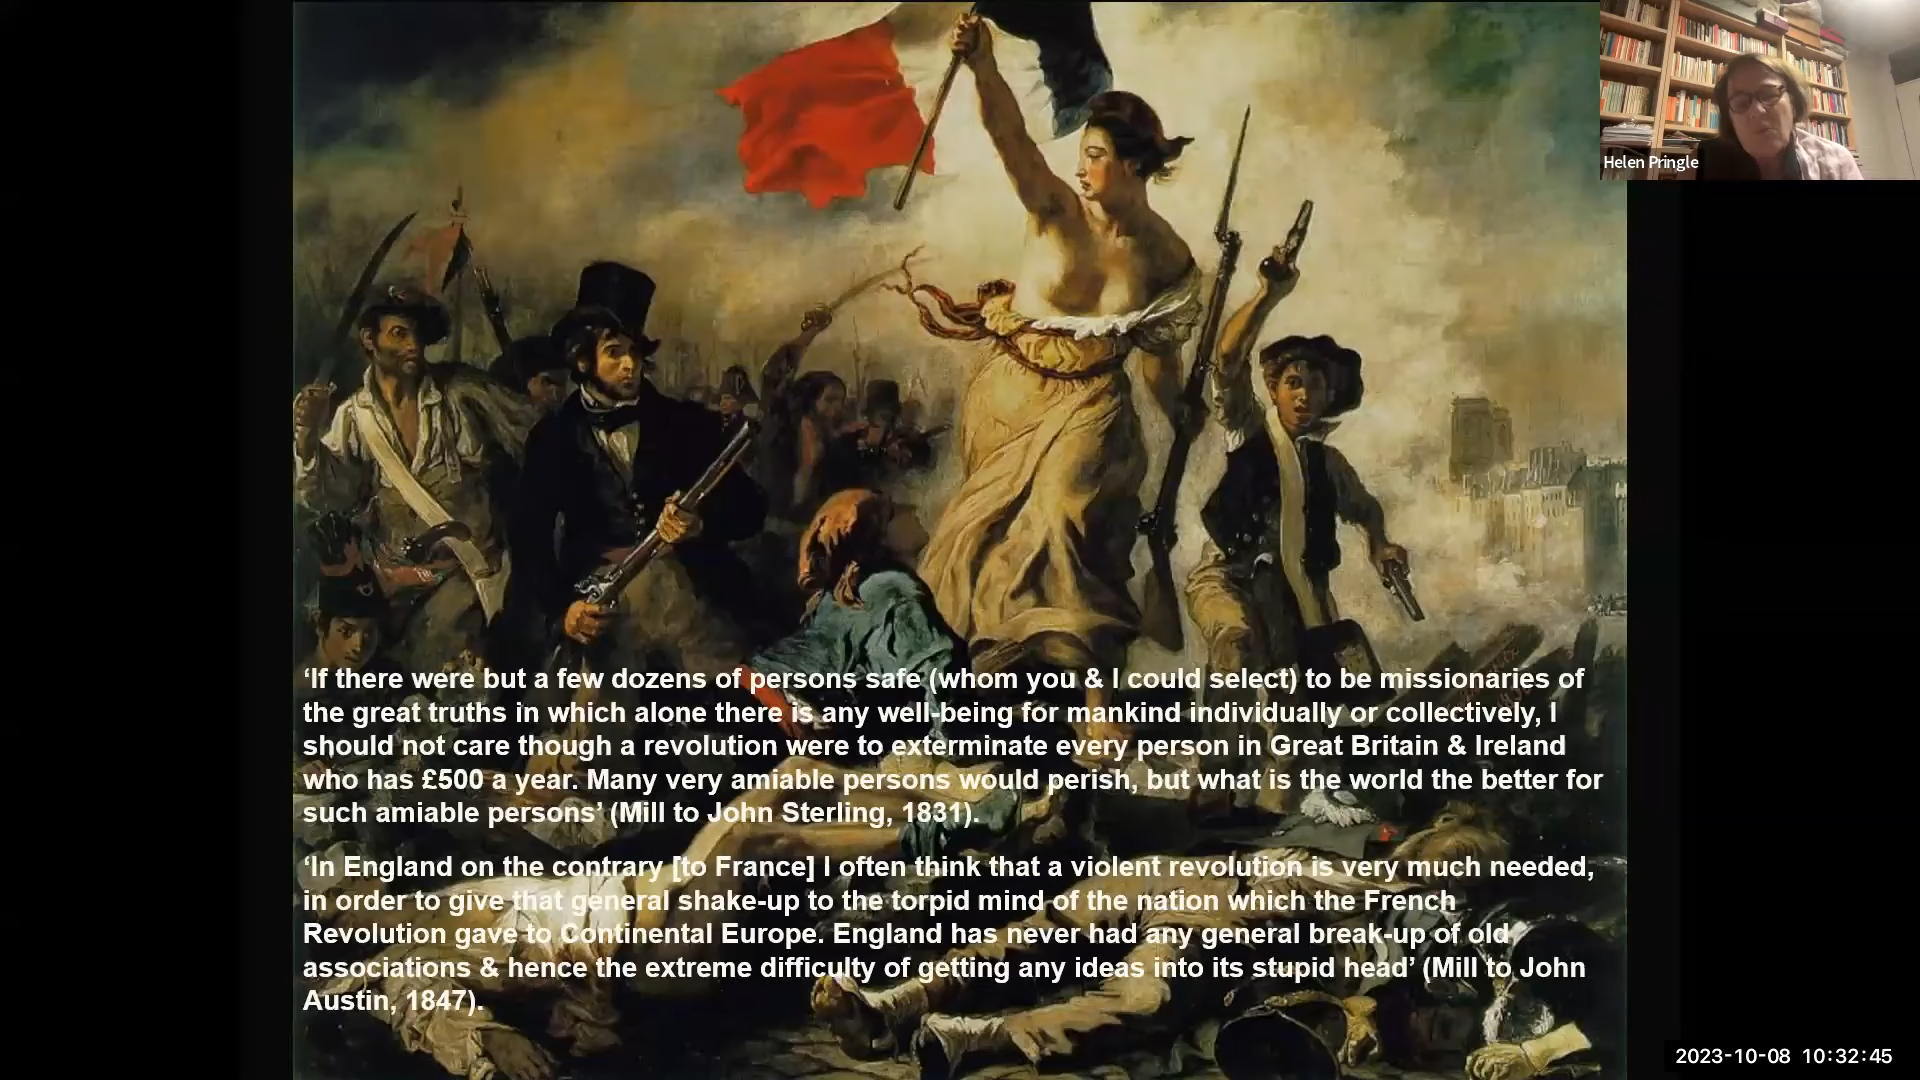 Helen Pringle
‘If there were but a few dozens of persons safe (whom you & I could select) to be missionaries of
the great truths in which alone there is any well-being for mankind individually or collectively, I
should not care though a revolution were to exterminate every person in Great Britain & Ireland
who has £500 a year. Many very amiable persons would perish, but what is the world the better for
such amiable persons’ (Mill to John Sterling, 1831).
‘In England on the contrary [to France] I often think that a violent revolution is very much needed,
in order to give that general shake-up to the torpid mind of the nation which the French
Revolution gave to Continental Europe. England has never had any general break-up of old
associations & hence the extreme difficulty of getting any ideas into its stupid head’ (Mill to John
Austin, 1847).
2023-10-08 10:32:45